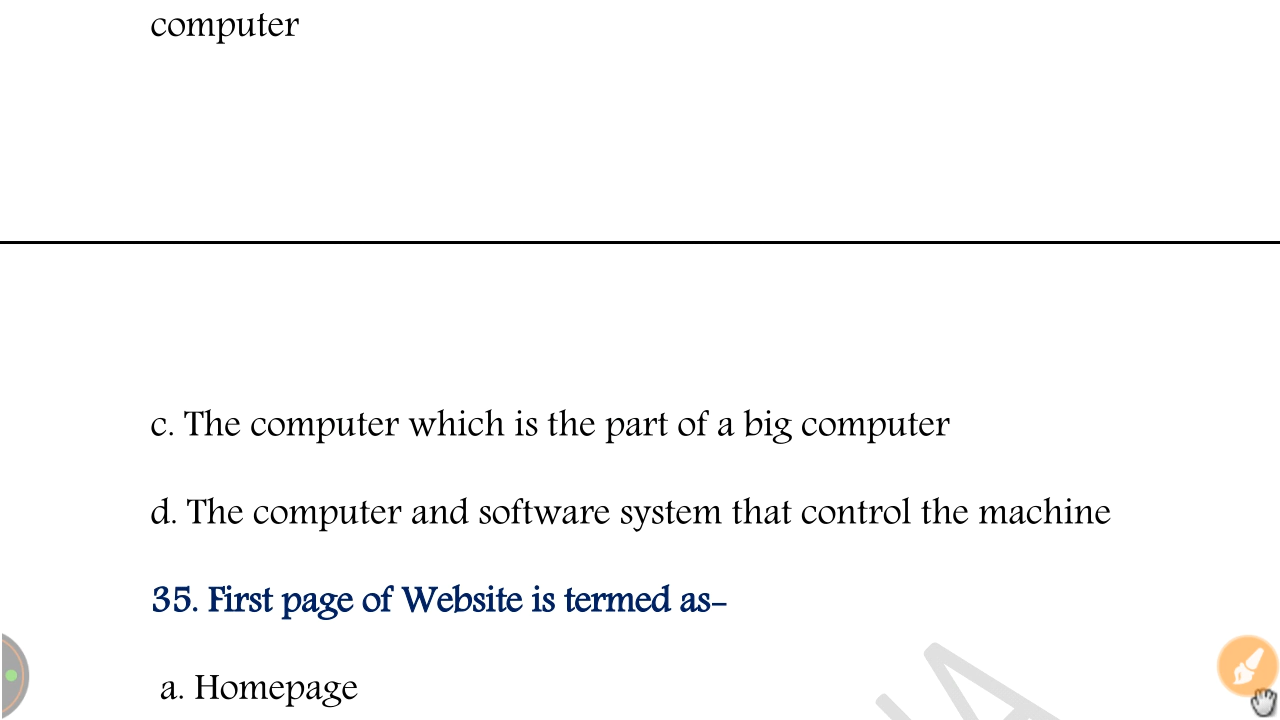 computer
c. The computer which is the part of a big computer
d. The computer and software system that control the machine
35. First page of Website is termed as-
a. Homepage